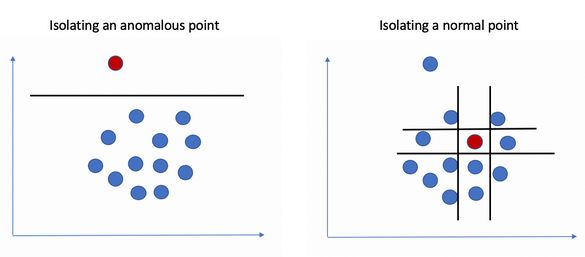 Isolating an anomalous point
Isolating a normal point